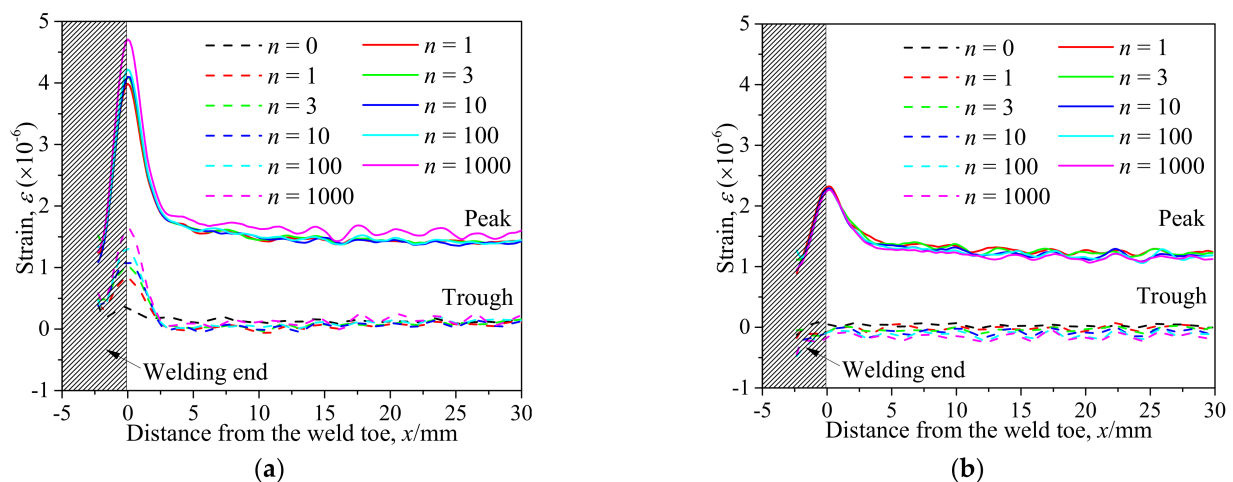 5
4
3
2
1
0
-1
Strain, ε (×10⁻⁶)
n = 0
n = 1
n = 1
n = 3
n = 3
n = 10
n = 10
n = 100
n = 100
n = 1000
n = 1000
Peak
Trough
Welding end
-5 0 5 10 15 20 25 30
Distance from the weld toe, x/mm
(a)
5
4
3
2
1
0
-1
Strain, ε (×10⁻⁶)
n = 0
n = 1
n = 1
n = 3
n = 3
n = 10
n = 10
n = 100
n = 100
n = 1000
n = 1000
Peak
Trough
Welding end
-5 0 5 10 15 20 25 30
Distance from the weld toe, x/mm
(b)